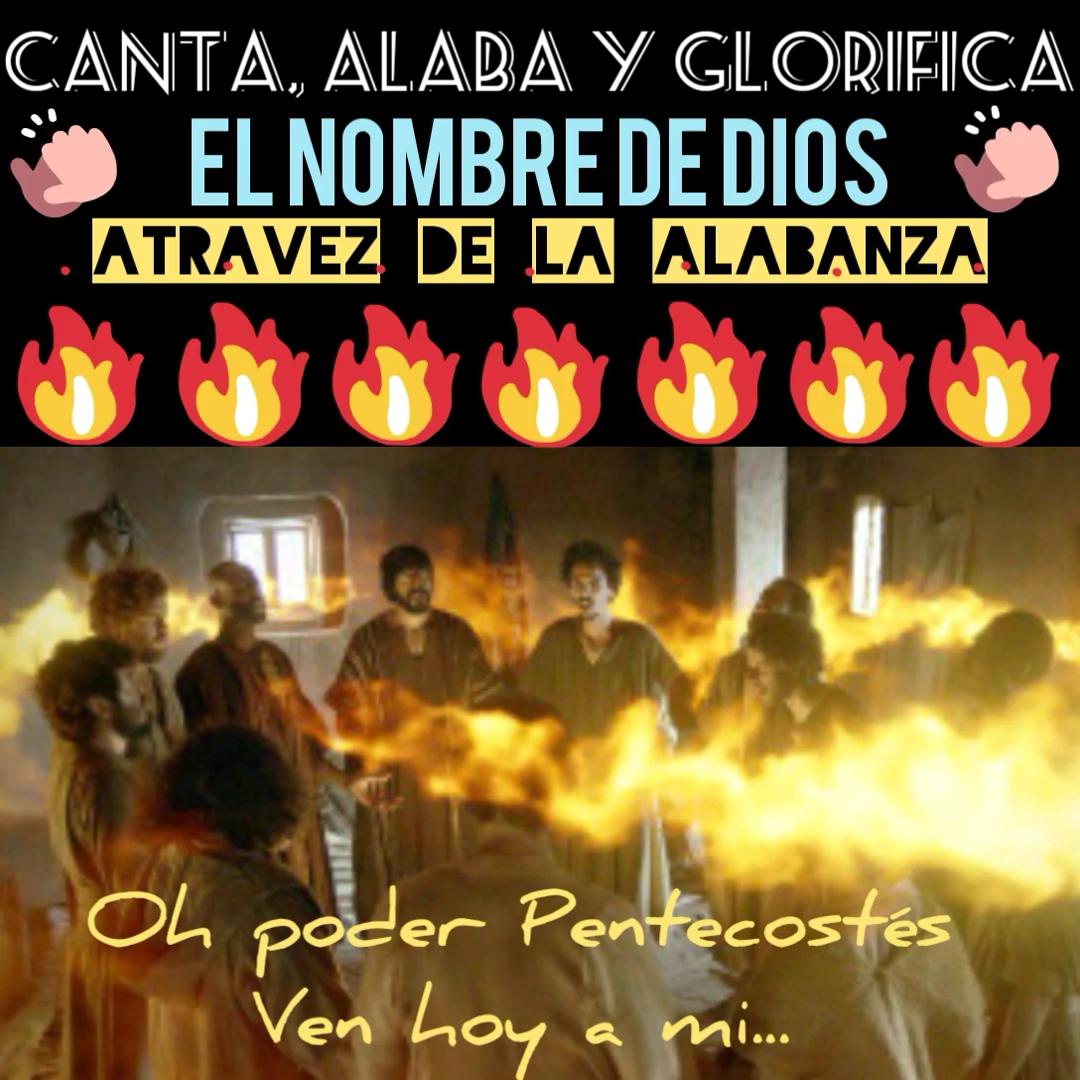 CANTA, ALABA Y GLORIFICA
EL NOMBRE DE DIOS
ATRAVEZ DE LA ALABANZA
Oh poder Pentecostés
Ven hoy a mi...